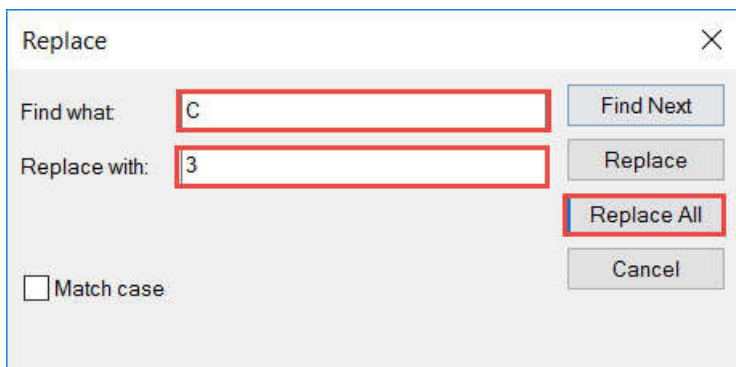 Replace
Find what: C Find Next
Replace with: 3 Replace
Replace All
Cancel
Match case